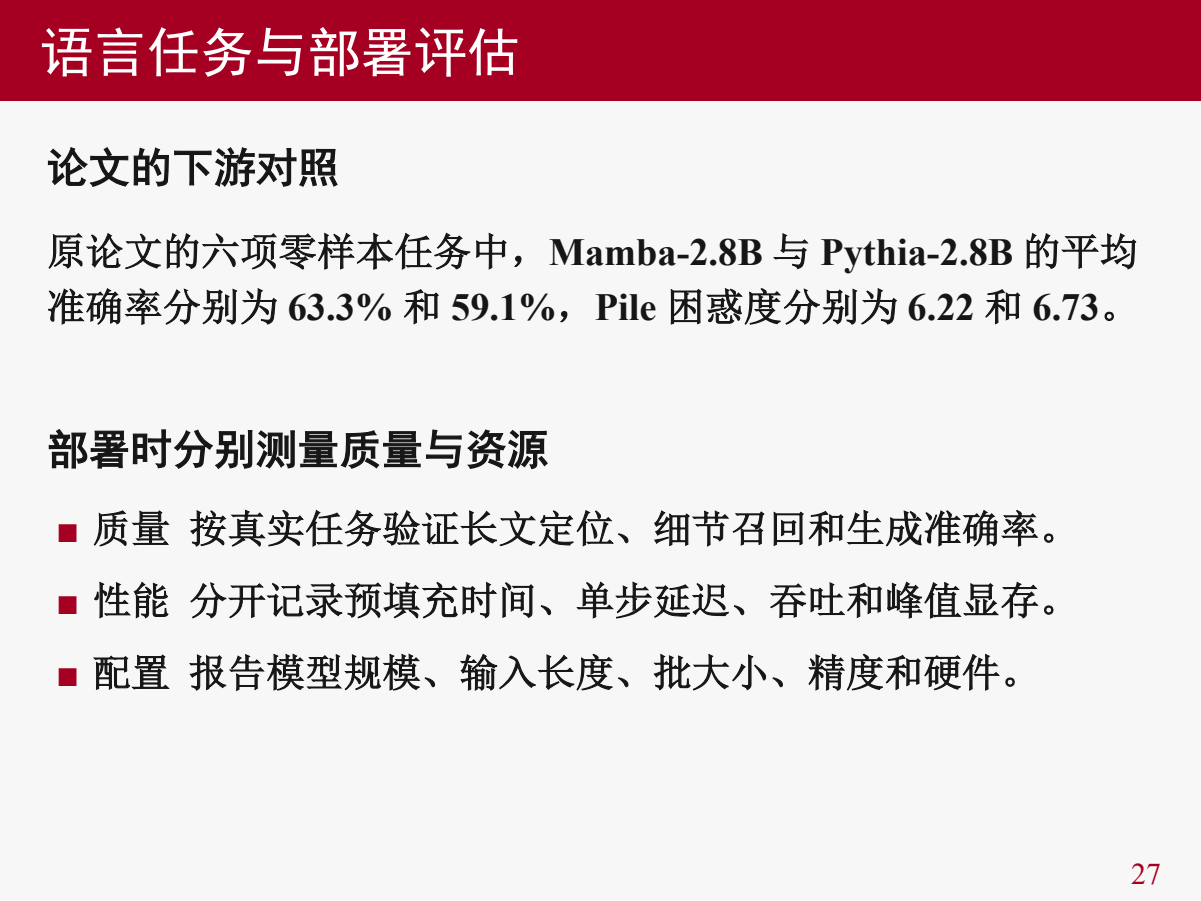 语言任务与部署评估
论文的下游对照
原论文的六项零样本任务中，Mamba-2.8B 与 Pythia-2.8B 的平均
准确率分别为 63.3% 和 59.1%，Pile 困惑度分别为 6.22 和 6.73。
部署时分别测量质量与资源
■ 质量 按真实任务验证长文定位、细节召回和生成准确率。
■ 性能 分开记录预填充时间、单步延迟、吞吐和峰值显存。
■ 配置 报告模型规模、输入长度、批大小、精度和硬件。
27